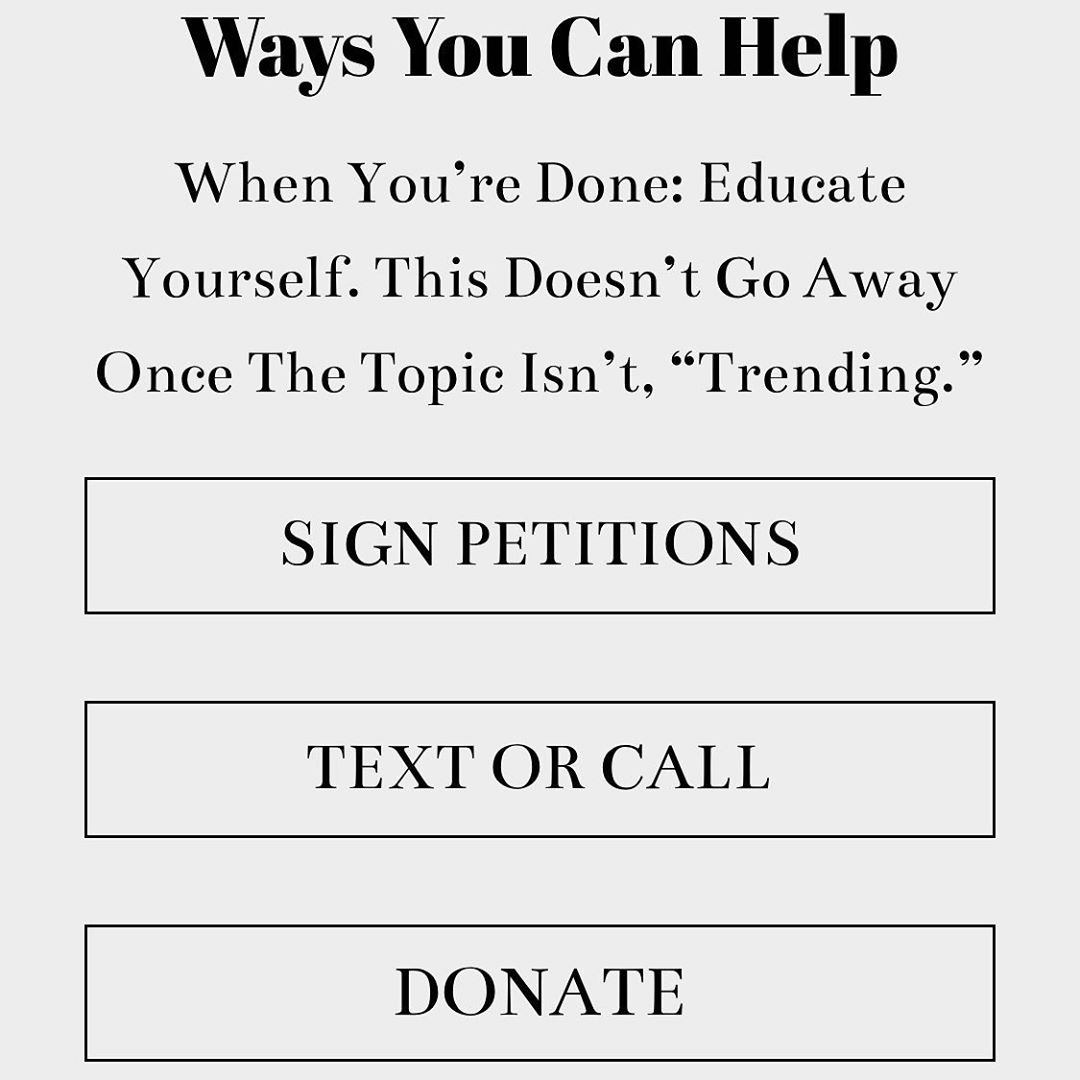 Ways You Can Help
When You’re Done: Educate
Yourself. This Doesn’t Go Away
Once The Topic Isn’t, “Trending.”
SIGN PETITIONS
TEXT OR CALL
DONATE